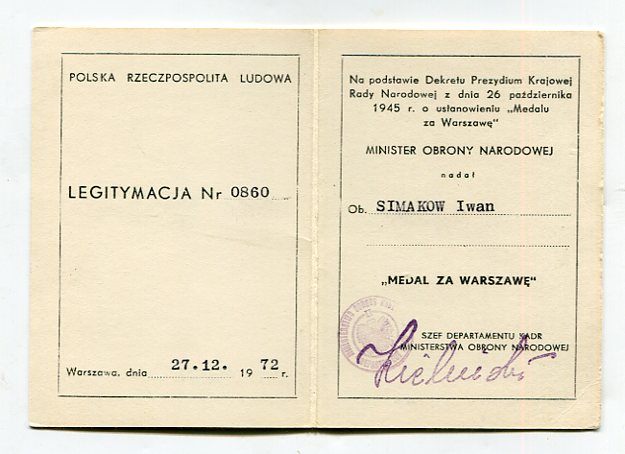 POLSKA RZECZPOSPOLITA LUDOWA
LEGITYMACJA Nr 0860
Warszawa, dnia 27.12. 1972 r.
Na podstawie Dekretu Prezydium Krajowej
Rady Narodowej z dnia 26 października
1945 r. o ustanowieniu „Medalu
za Warszawę"
MINISTER OBRONY NARODOWEJ
nadał
Ob. SIMAKOW Iwan
„MEDAL ZA WARSZAWĘ"
SZEF DEPARTAMENTU KADR
MINISTERSTWA OBRONY NARODOWEJ